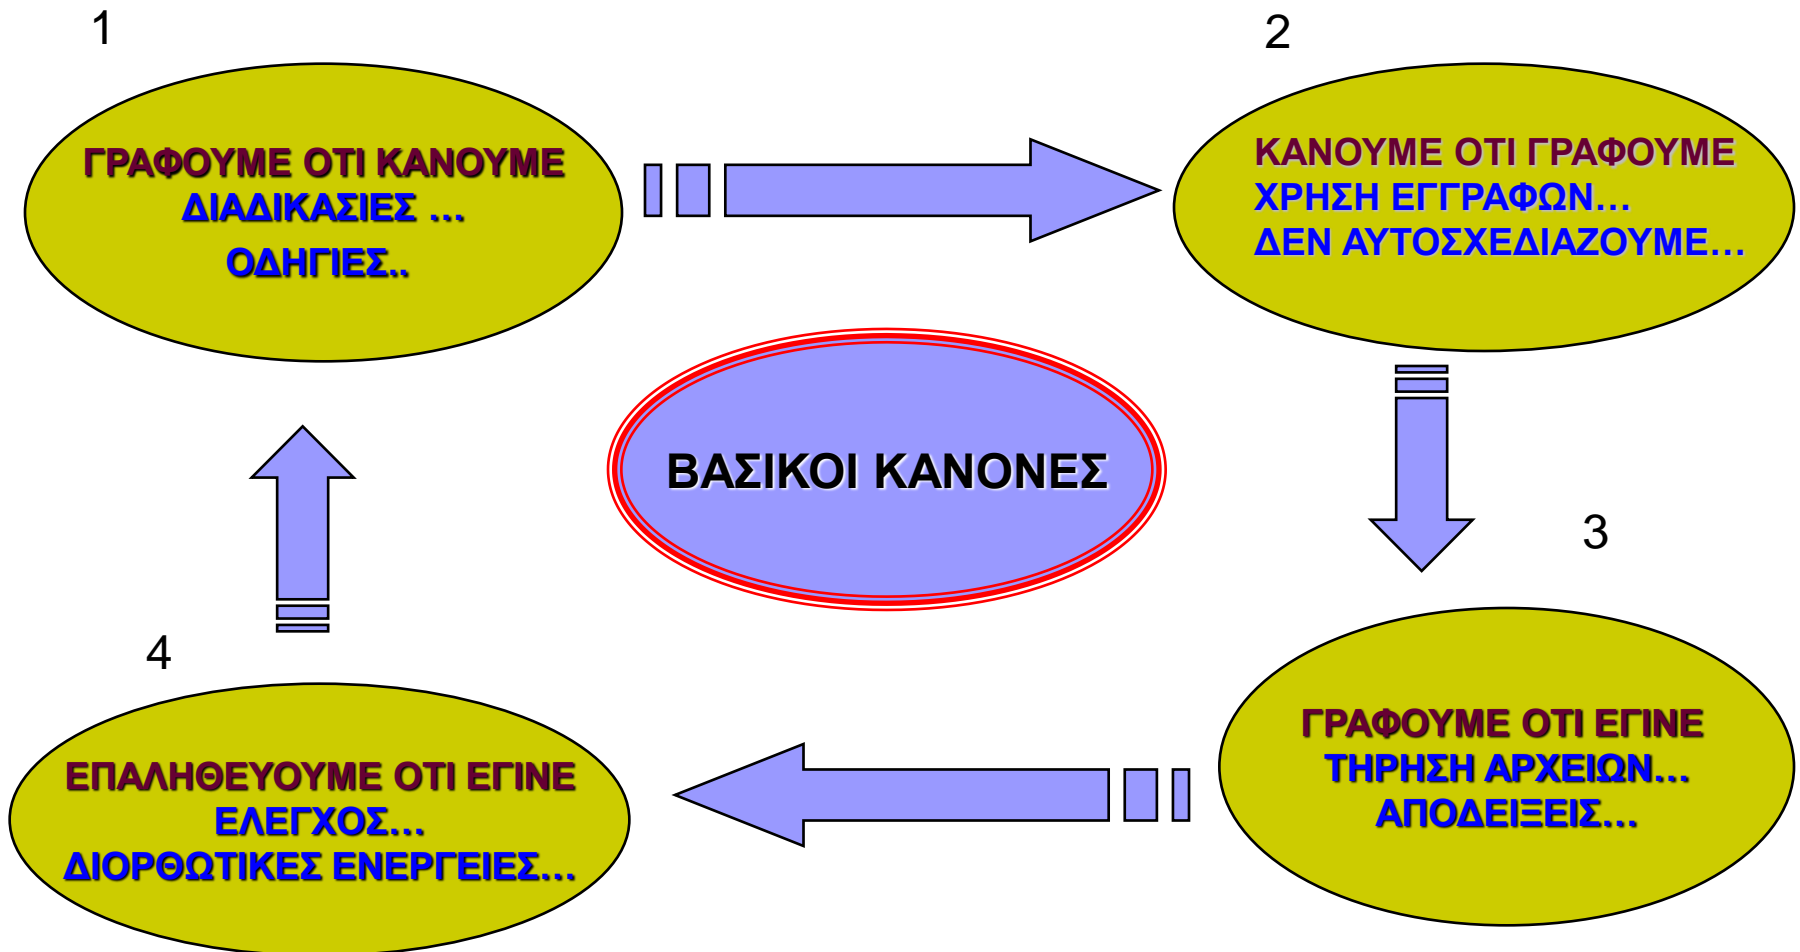 1
ΓΡΑΦΟΥΜΕ ΟΤΙ ΚΑΝΟΥΜΕ
ΔΙΑΔΙΚΑΣΙΕΣ ...
ΟΔΗΓΙΕΣ..
2
ΚΑΝΟΥΜΕ ΟΤΙ ΓΡΑΦΟΥΜΕ
ΧΡΗΣΗ ΕΓΓΡΑΦΩΝ...
ΔΕΝ ΑΥΤΟΣΧΕΔΙΑΖΟΥΜΕ...
ΒΑΣΙΚΟΙ ΚΑΝΟΝΕΣ
3
ΓΡΑΦΟΥΜΕ ΟΤΙ ΕΓΙΝΕ
ΤΗΡΗΣΗ ΑΡΧΕΙΩΝ...
ΑΠΟΔΕΙΞΕΙΣ...
4
ΕΠΑΛΗΘΕΥΟΥΜΕ ΟΤΙ ΕΓΙΝΕ
ΕΛΕΓΧΟΣ...
ΔΙΟΡΘΩΤΙΚΕΣ ΕΝΕΡΓΕΙΕΣ...